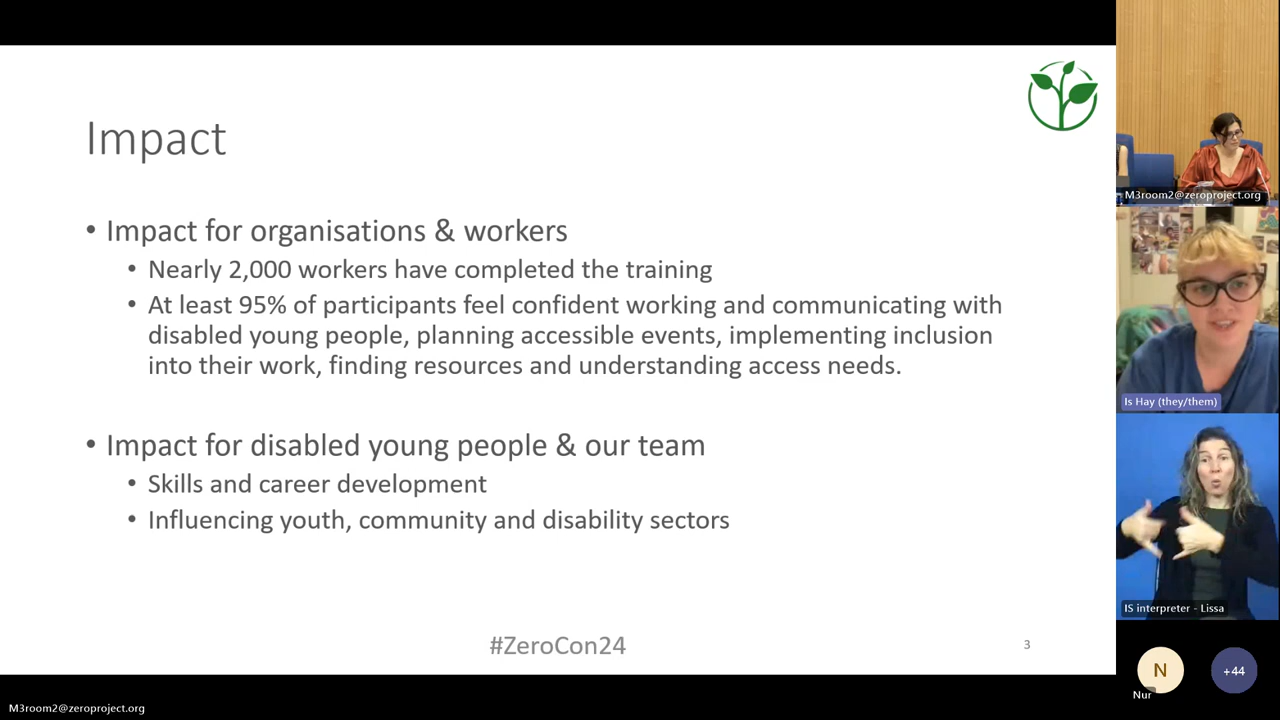 Impact
• Impact for organisations & workers
• Nearly 2,000 workers have completed the training
• At least 95% of participants feel confident working and communicating with
disabled young people, planning accessible events, implementing inclusion
into their work, finding resources and understanding access needs.
• Impact for disabled young people & our team
• Skills and career development
• Influencing youth, community and disability sectors
#ZeroCon24
3
M3room2@zeroproject.org
M3room2@zeroproject.org
Is Hay (they/them)
IS interpreter - Lissa
N
Nur
+44